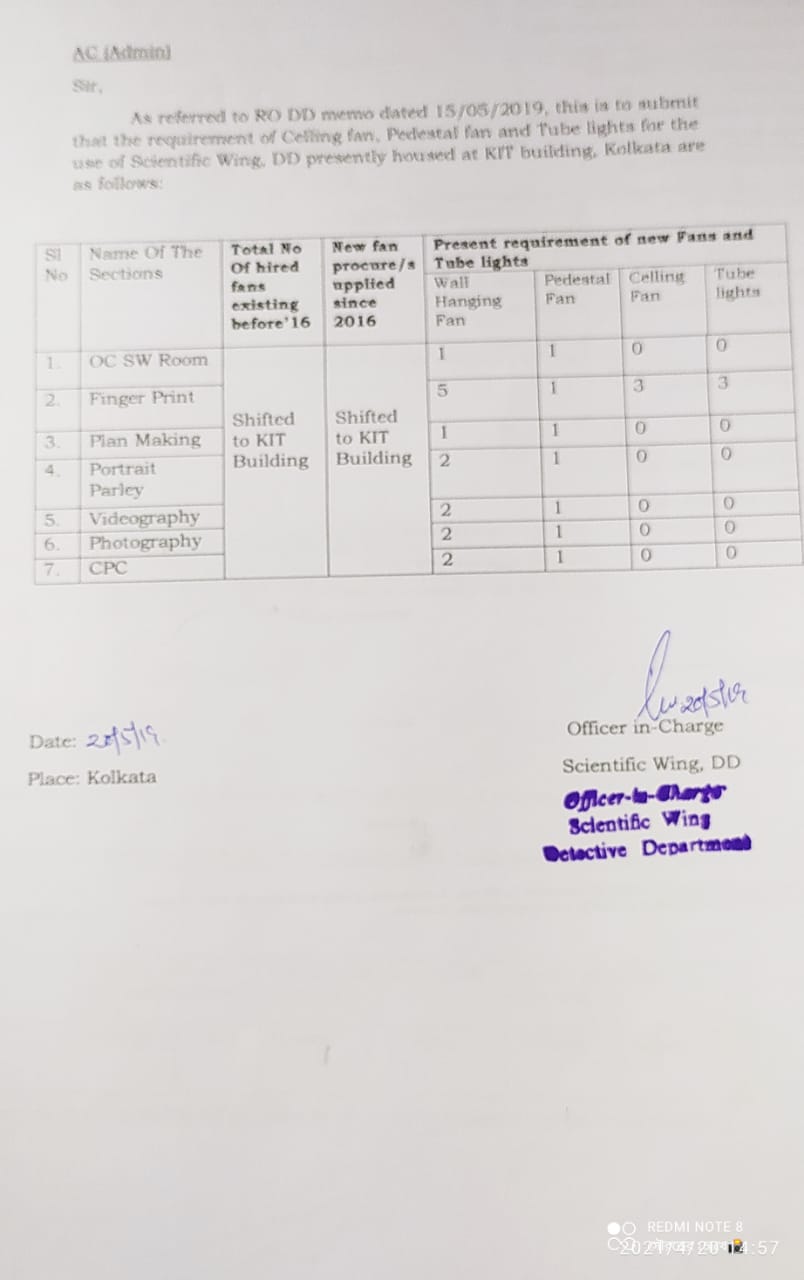 AC (Admin)
Sir,
As referred to RO DD memo dated 15/05/2019, this is to submit
that the requirement of Celling fan, Pedestal fan and Tube lights for the
use of Scientific Wing, DD presently housed at KIT building, Kolkata are
as follows:
Sl No | Name Of The Sections | Total No Of hired fans existing before'16 | New fan procure/s upplied since 2016 | Present requirement of new Fans and Tube lights
Wall Hanging Fan | Pedestal Fan | Celling Fan | Tube lights
1. | OC SW Room | Shifted to KIT Building | Shifted to KIT Building | 1 | 1 | 0 | 0
2. | Finger Print | 5 | 1 | 3 | 3
3. | Plan Making | 1 | 1 | 0 | 0
4. | Portrait Parley | 2 | 1 | 0 | 0
5. | Videography | 2 | 1 | 0 | 0
6. | Photography | 2 | 1 | 0 | 0
7. | CPC | 2 | 1 | 0 | 0
20/5/19
Officer in-Charge
Date: 20/5/19.
Scientific Wing, DD
Place: Kolkata
Officer-in-Charge
Scientific Wing
Detective Department
REDMI NOTE 8
2021/4/20 14:57